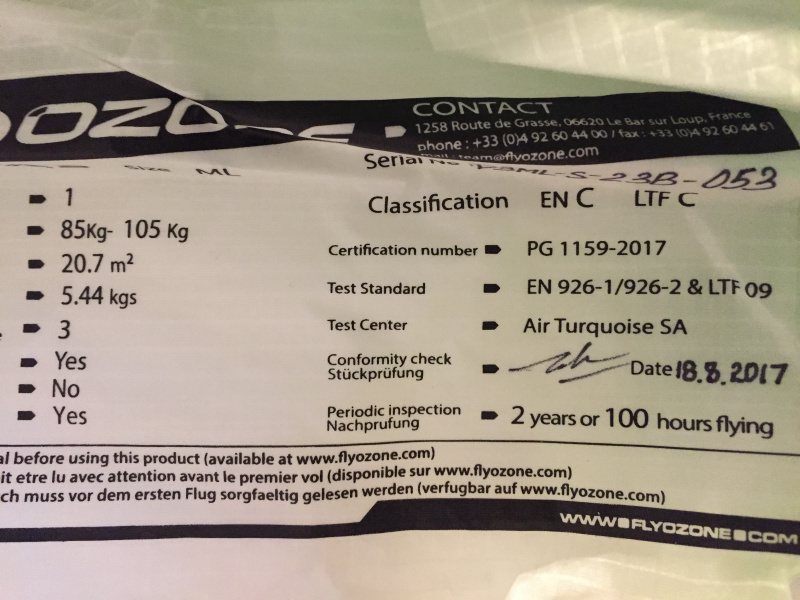 OZO
CONTACT
1258 Route de Grasse, 06620 Le Bar sur Loup, France
phone : +33 (0)4 92 60 44 00 / fax : +33 (0)4 92 60 44 61
team@flyozone.com
Size ML
Serial No S-23B-053
1
Classification EN C LTF C
85Kg- 105 Kg
Certification number PG 1159-2017
20.7 m²
Test Standard EN 926-1/926-2 & LTF 09
5.44 kgs
Test Center Air Turquoise SA
3
Conformity check
Stückprüfung Date 18.8.2017
Yes
No
Periodic inspection
Nachprufung 2 years or 100 hours flying
Yes
before using this product (available at www.flyozone.com)
it etre lu avec attention avant le premier vol (disponible sur www.flyozone.com)
ch muss vor dem ersten Flug sorgfaeltig gelesen werden (verfugbar auf www.flyozone.com)
WWW.FLYOZONE.COM